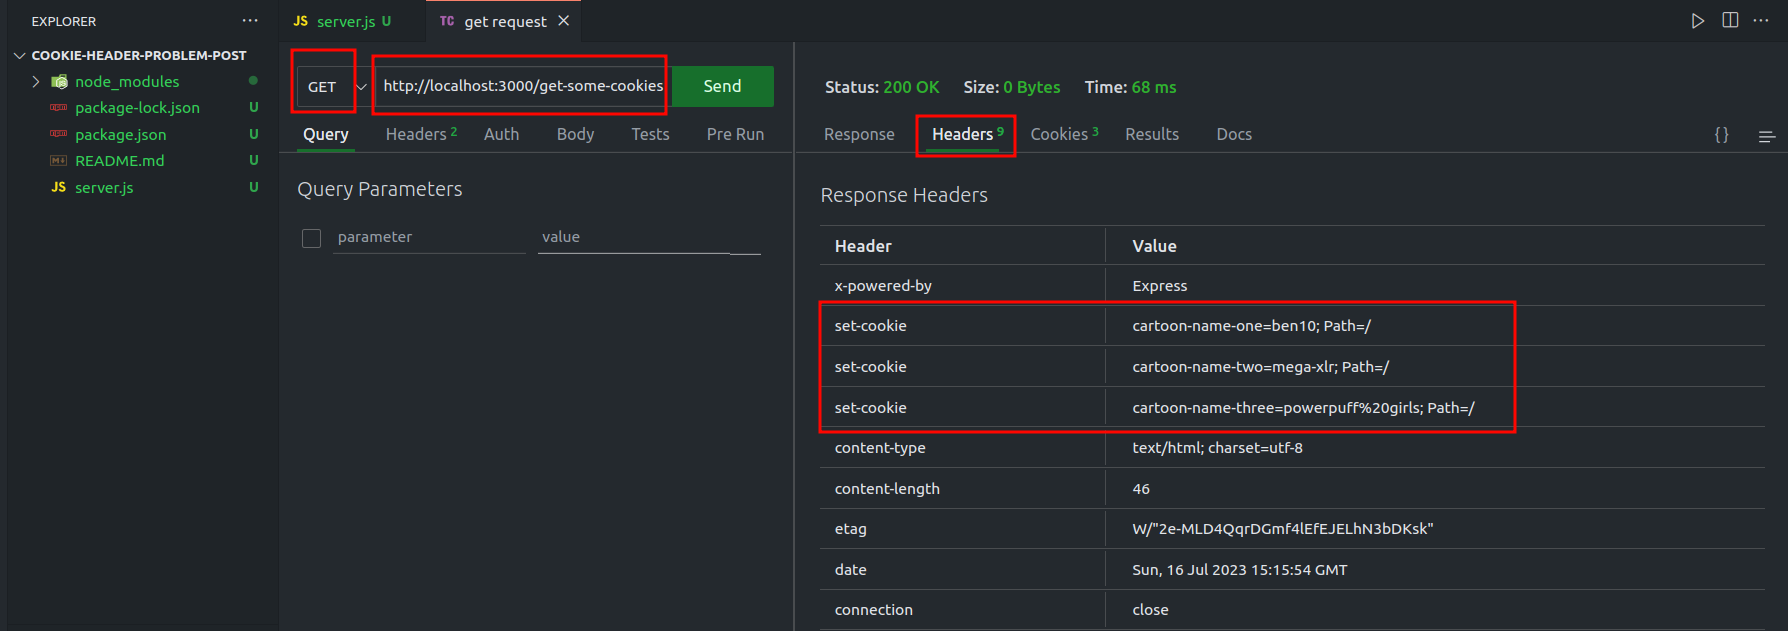 EXPLORER
COOKIE-HEADER-PROBLEM-POST
node_modules
package-lock.json U
package.json U
README.md U
JS server.js U
JS server.js U
TC get request
GET
http://localhost:3000/get-some-cookies
Send
Query Headers 2 Auth Body Tests Pre Run
Query Parameters
parameter value
Status: 200 OK Size: 0 Bytes Time: 68 ms
Response Headers 9 Cookies 3 Results Docs {}
Response Headers
Header Value
x-powered-by Express
set-cookie cartoon-name-one=ben10; Path=/
set-cookie cartoon-name-two=mega-xlr; Path=/
set-cookie cartoon-name-three=powerpuff%20girls; Path=/
content-type text/html; charset=utf-8
content-length 46
etag W/"2e-MLD4QqrDGmf4lEfEJELhN3bDKsk"
date Sun, 16 Jul 2023 15:15:54 GMT
connection close